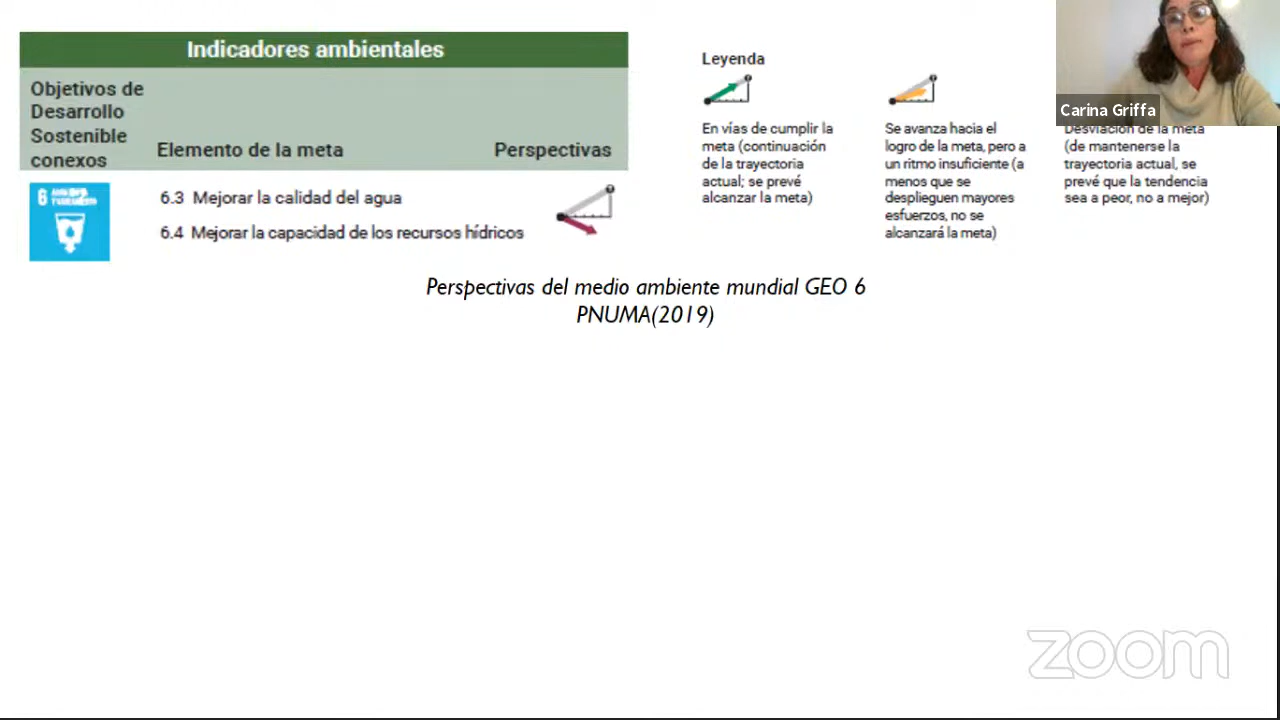 Indicadores ambientales
Objetivos de
Desarrollo
Sostenible
conexos
Elemento de la meta
Perspectivas
6
6.3 Mejorar la calidad del agua
6.4 Mejorar la capacidad de los recursos hídricos
Leyenda
En vías de cumplir la
meta (continuación
de la trayectoria
actual; se prevé
alcanzar la meta)
Se avanza hacia el
logro de la meta, pero a
un ritmo insuficiente (a
menos que se
desplieguen mayores
esfuerzos, no se
alcanzará la meta)
Desviación de la meta
(de mantenerse la
trayectoria actual, se
prevé que la tendencia
sea a peor, no a mejor)
Carina Griffa
Perspectivas del medio ambiente mundial GEO 6
PNUMA(2019)
zoom